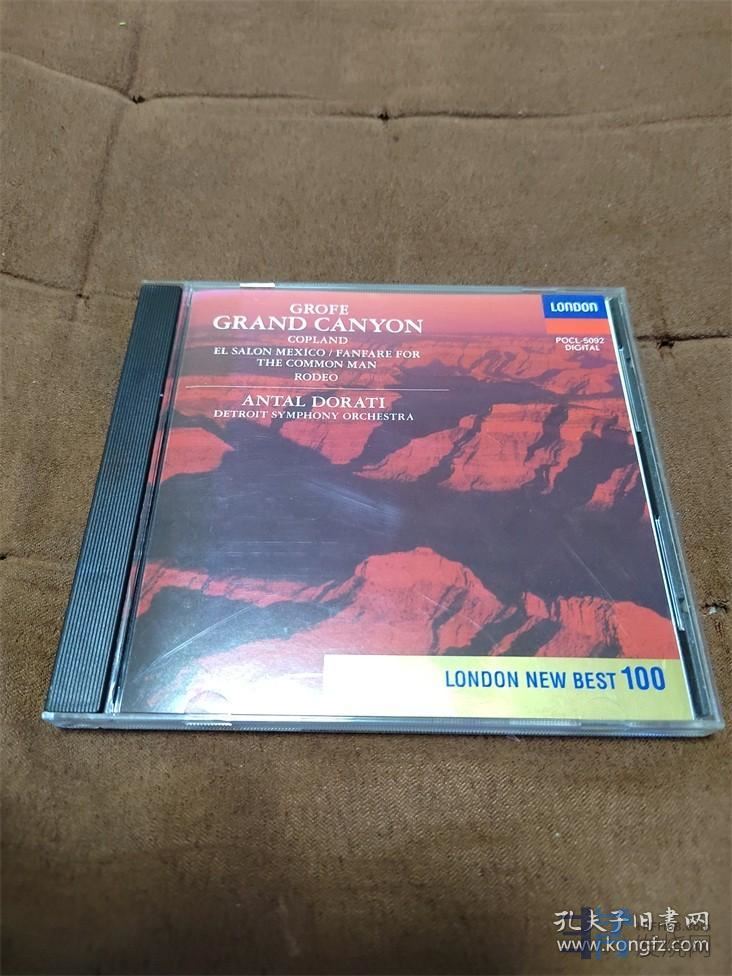 GROFE
GRAND CANYON
COPLAND
EL SALON MEXICO / FANFARE FOR
THE COMMON MAN
RODEO
ANTAL DORATI
DETROIT SYMPHONY ORCHESTRA
LONDON
POCL-5092
DIGITAL
LONDON NEW BEST 100
孔夫子旧书网
www.kongfz.com